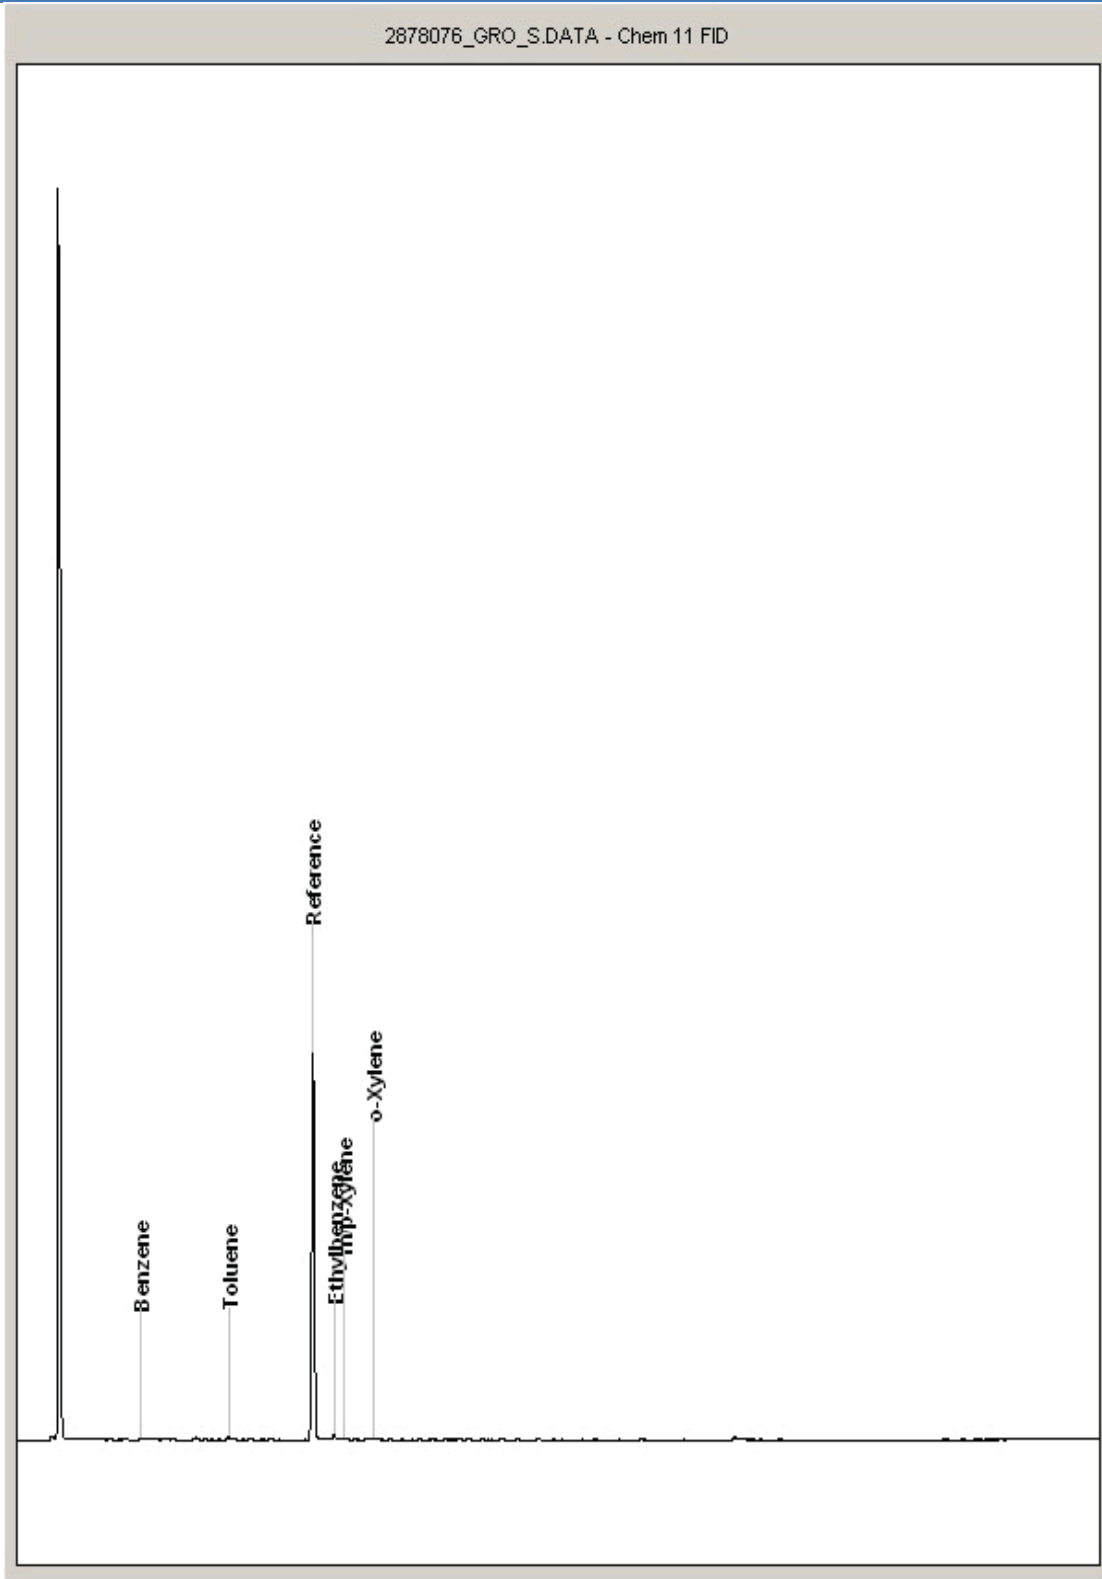 2878076_GRO_S.DATA - Chem 11 FID
Reference
o-Xylene
m/p-Xylene
Ethylbenzene
Benzene
Toluene